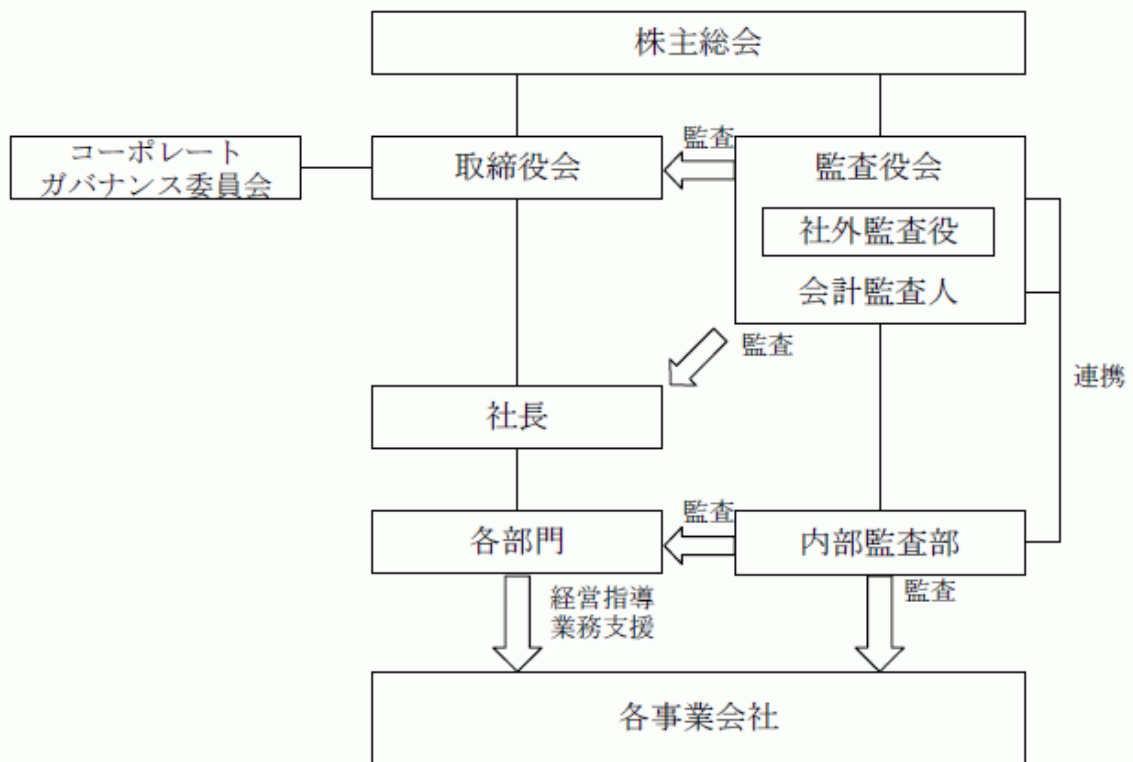 株主総会
コーポレート
ガバナンス委員会
取締役会
監査
監査役会
社外監査役
会計監査人
監査
連携
社長
各部門
監査
内部監査部
経営指導
業務支援
監査
各事業会社